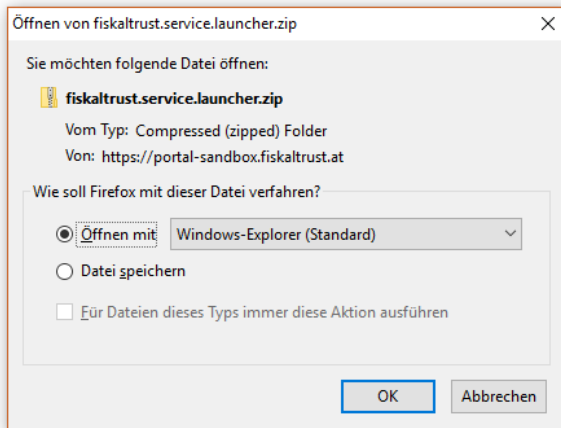 Öffnen von fiskaltrust.service.launcher.zip
Sie möchten folgende Datei öffnen:
fiskaltrust.service.launcher.zip
Vom Typ: Compressed (zipped) Folder
Von: https://portal-sandbox.fiskaltrust.at
Wie soll Firefox mit dieser Datei verfahren?
Öffnen mit Windows-Explorer (Standard)
Datei speichern
Für Dateien dieses Typs immer diese Aktion ausführen
OK Abbrechen